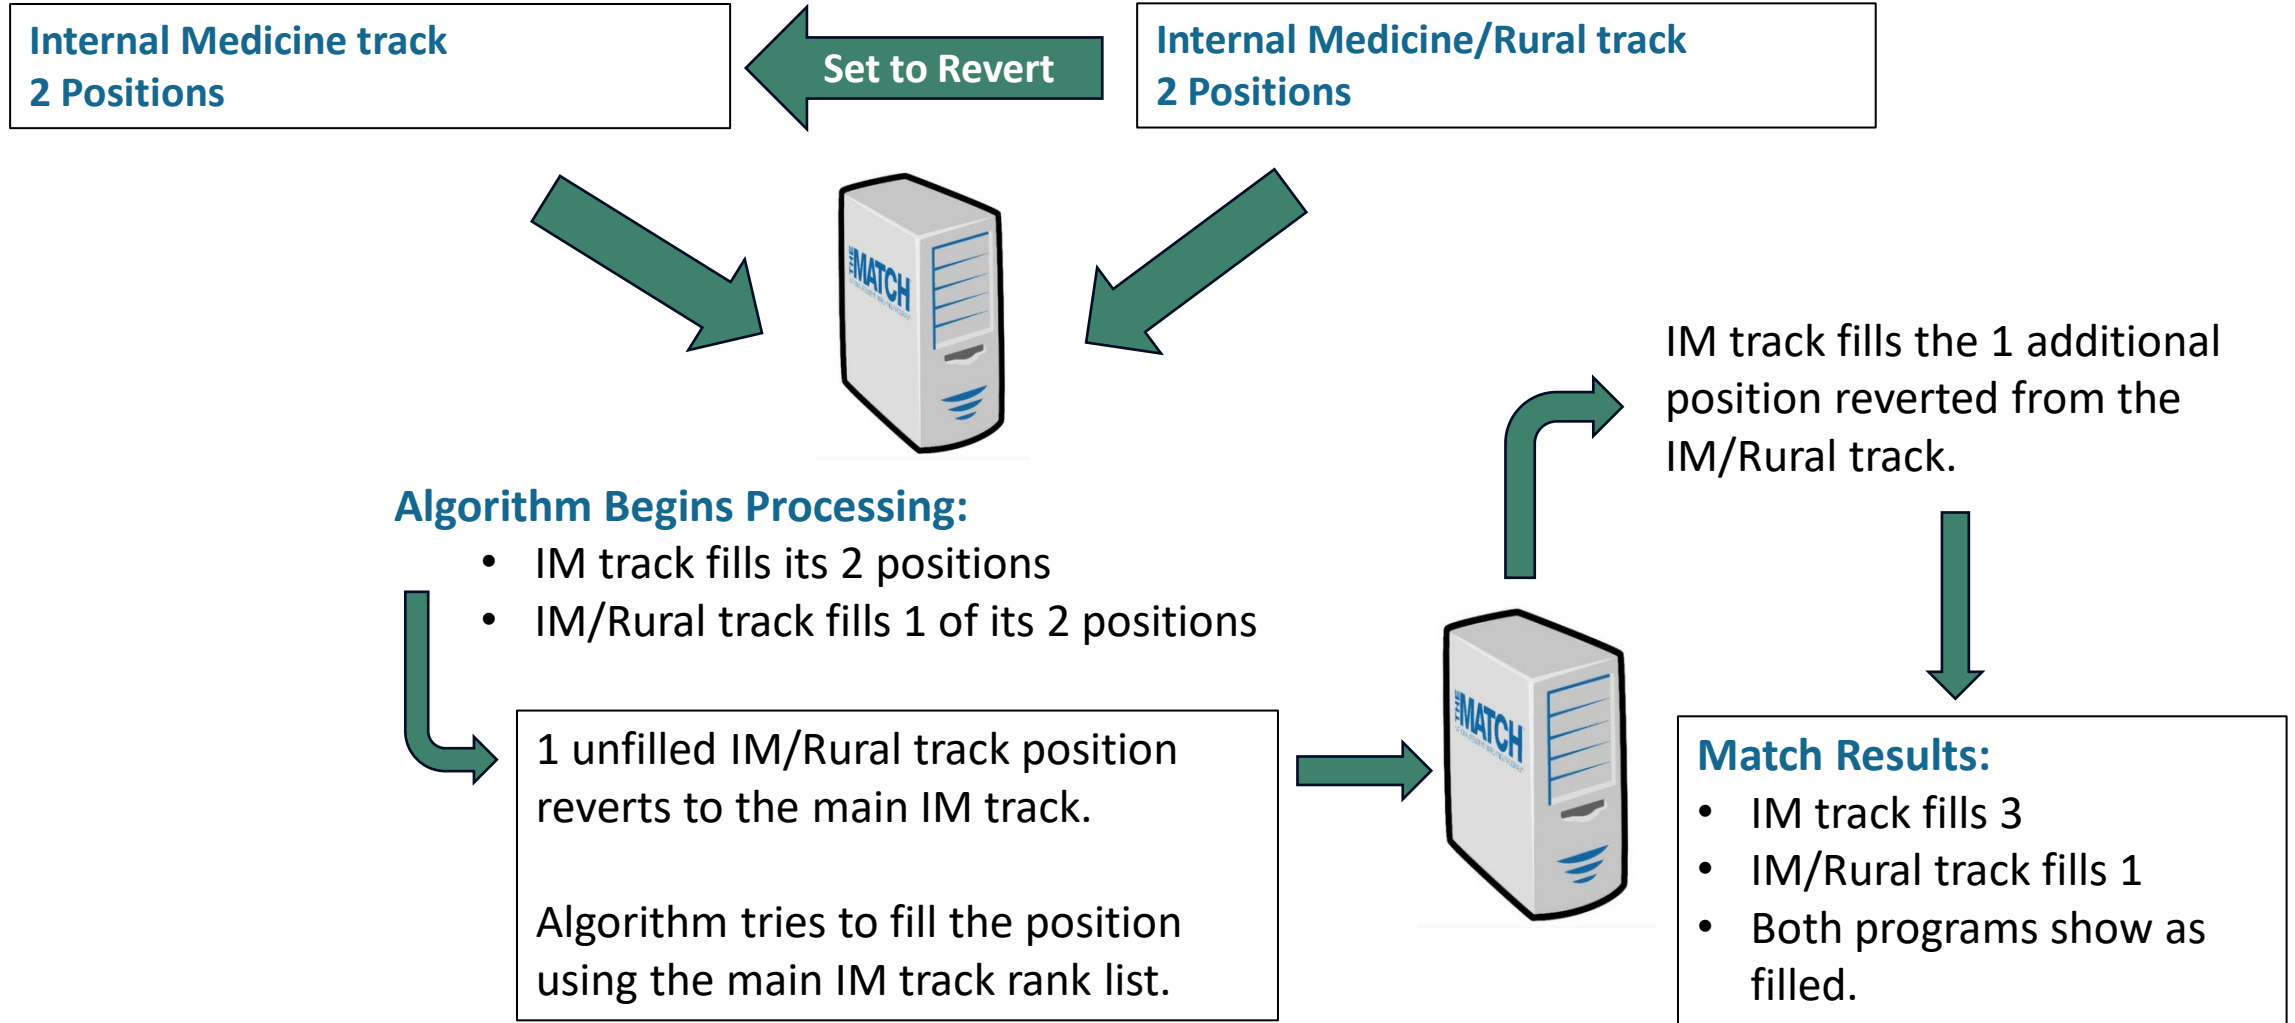 Internal Medicine track
2 Positions
Set to Revert
Internal Medicine/Rural track
2 Positions
THE MATCH
Algorithm Begins Processing:
• IM track fills its 2 positions
• IM/Rural track fills 1 of its 2 positions
1 unfilled IM/Rural track position
reverts to the main IM track.
Algorithm tries to fill the position
using the main IM track rank list.
THE MATCH
IM track fills the 1 additional
position reverted from the
IM/Rural track.
Match Results:
• IM track fills 3
• IM/Rural track fills 1
• Both programs show as
filled.